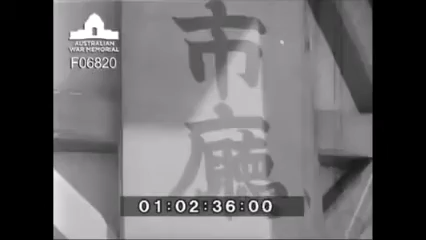 AUSTRALIAN
WAR MEMORIAL
F06820
市
廳
01:02:36:00